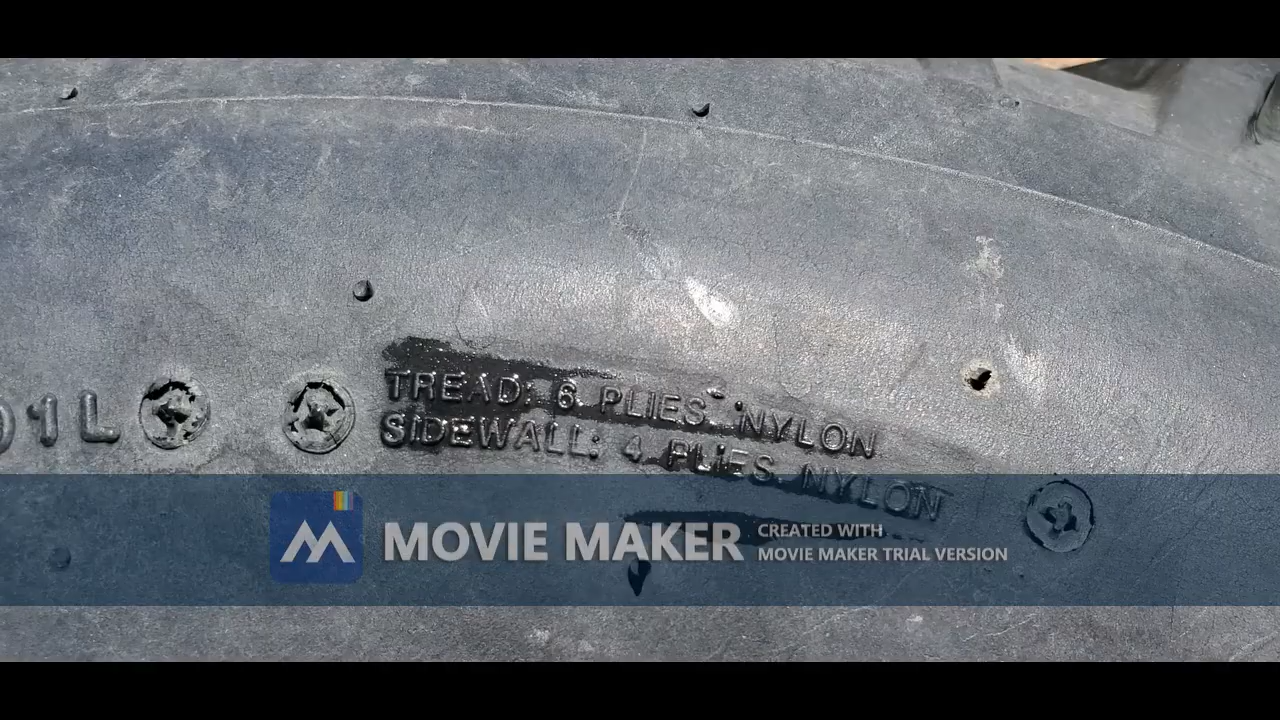 01L
TREAD: 6 PLIES NYLON
SIDEWALL: 4 PLIES NYLON
MOVIE MAKER
CREATED WITH
MOVIE MAKER TRIAL VERSION